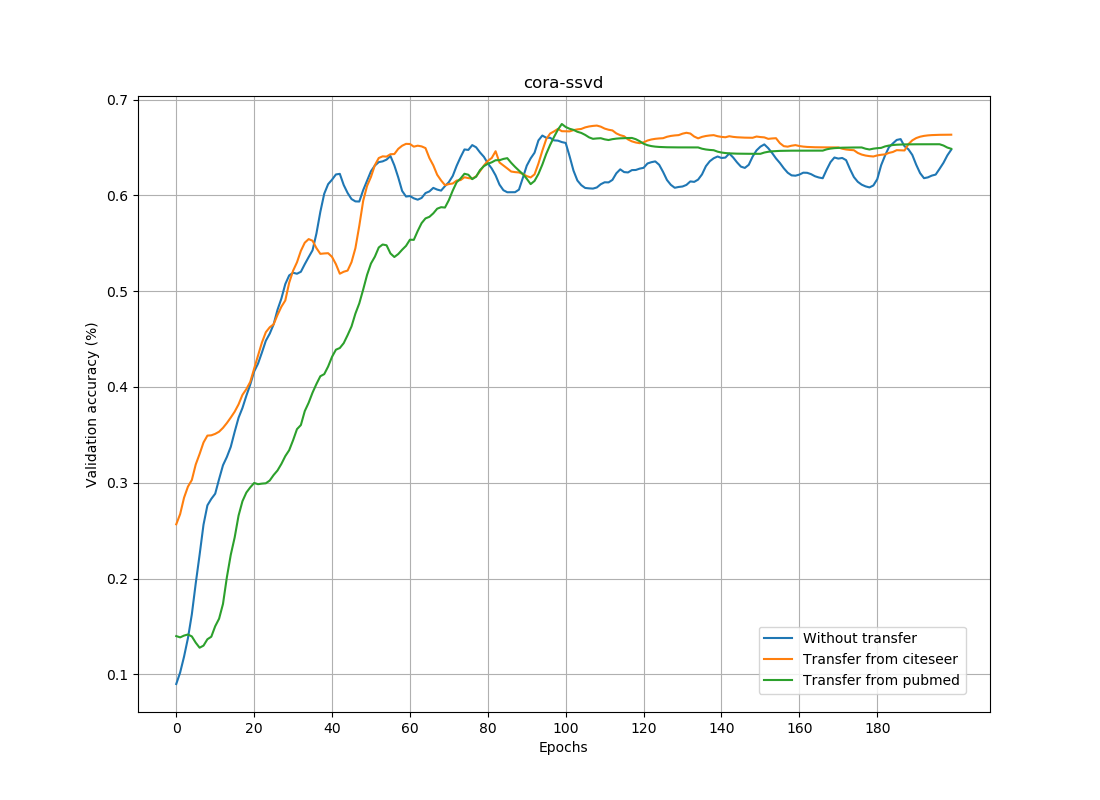 cora-ssvd
Validation accuracy (%)
0.7
0.6
0.5
0.4
0.3
0.2
0.1
0 20 40 60 80 100 120 140 160 180
Epochs
Without transfer
Transfer from citeseer
Transfer from pubmed